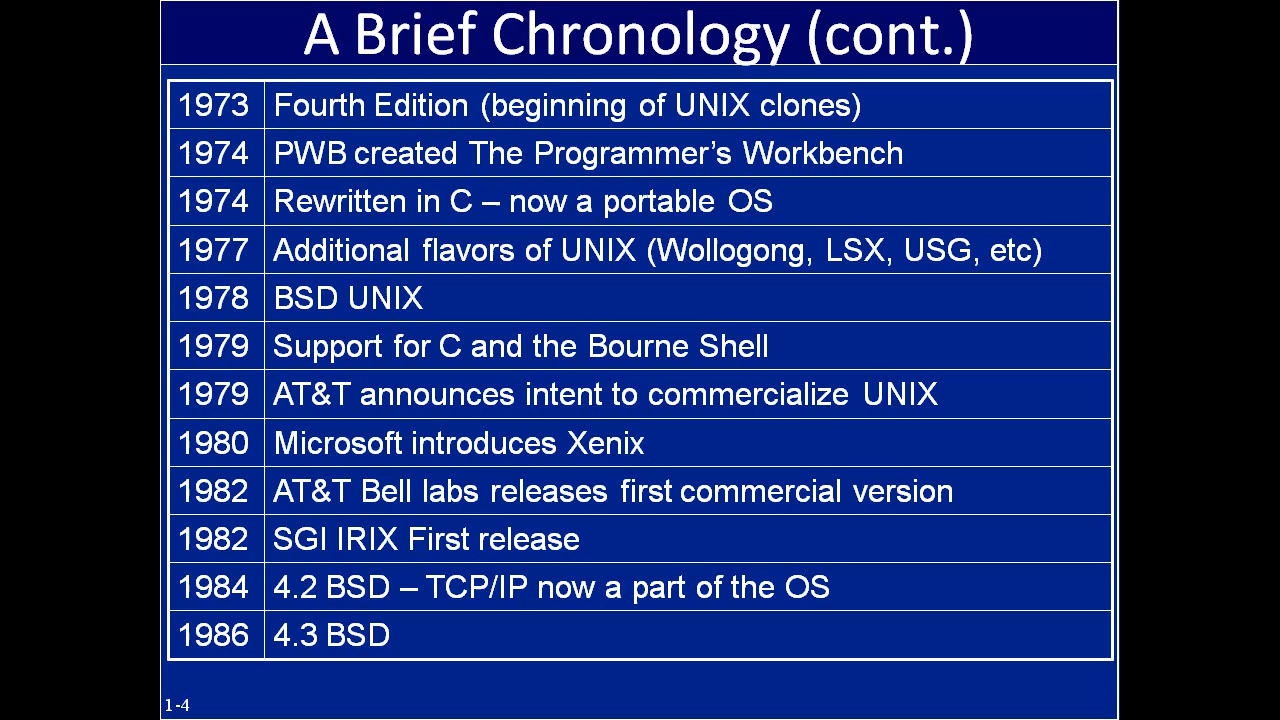 A Brief Chronology (cont.)
1973 Fourth Edition (beginning of UNIX clones)
1974 PWB created The Programmer’s Workbench
1974 Rewritten in C – now a portable OS
1977 Additional flavors of UNIX (Wollogong, LSX, USG, etc)
1978 BSD UNIX
1979 Support for C and the Bourne Shell
1979 AT&T announces intent to commercialize UNIX
1980 Microsoft introduces Xenix
1982 AT&T Bell labs releases first commercial version
1982 SGI IRIX First release
1984 4.2 BSD – TCP/IP now a part of the OS
1986 4.3 BSD
1-4